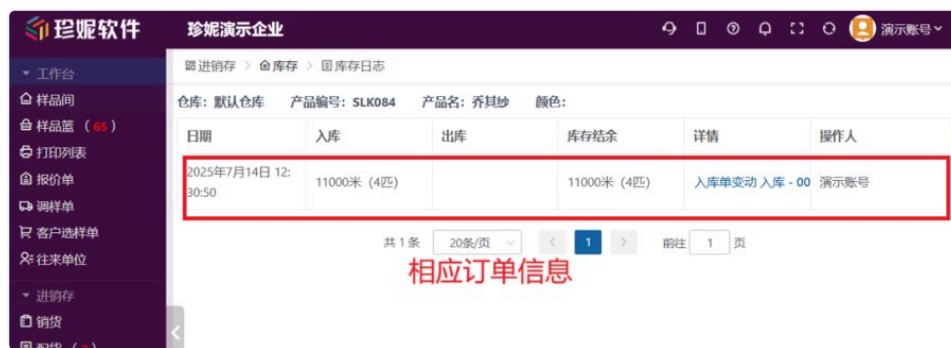 珍妮软件
珍妮演示企业
演示账号
工作台
进销存 > 库存 > 库存日志
样品间
仓库：默认仓库 产品编号：SLK084 产品名：乔其纱 颜色：
样品篮（65）
日期 入库 出库 库存结余 详情 操作人
打印列表
报价单
2025年7月14日 12:
30:50
11000米（4匹） 11000米（4匹） 入库单变动 入库 - 00 演示账号
调样单
客户选样单
共 1 条 20条/页 < 1 > 前往 1 页
往来单位
相应订单信息
进销存
销货